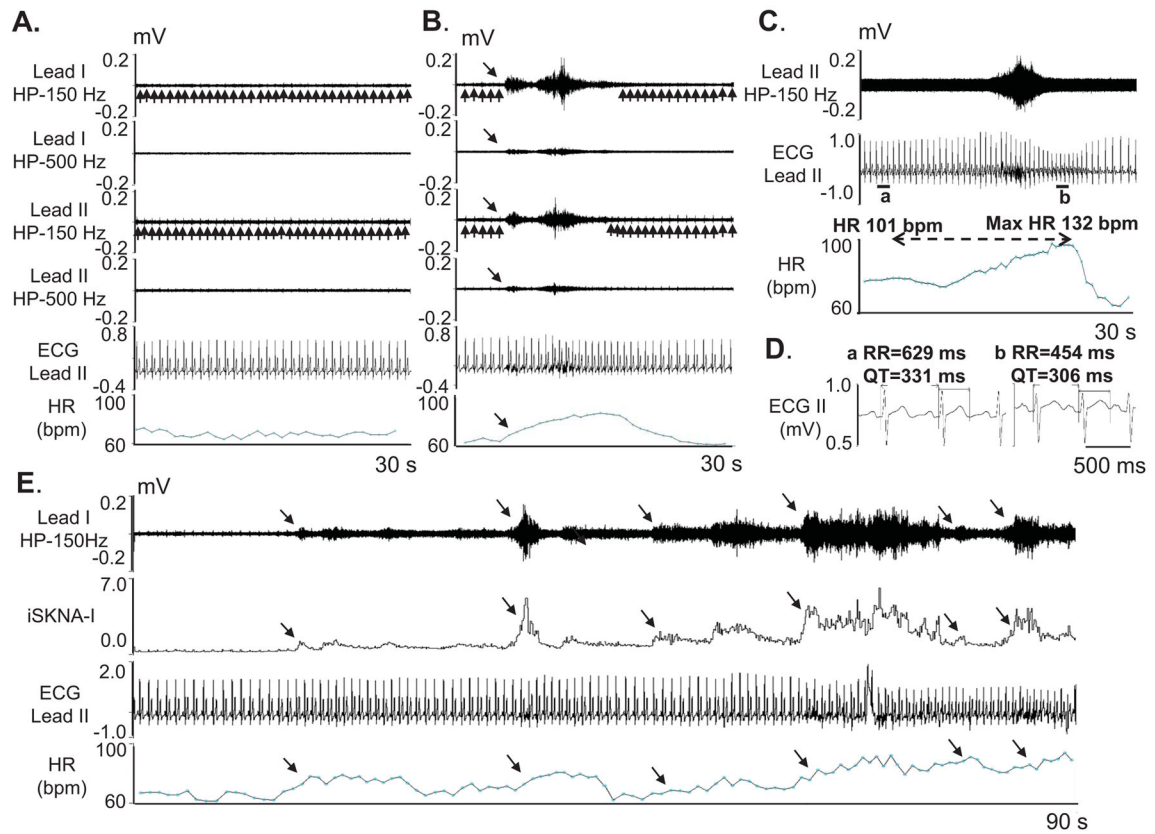 A.
mV
Lead I
HP-150 Hz
0.2
-0.2
Lead I
HP-500 Hz
0.2
-0.2
Lead II
HP-150 Hz
0.2
-0.2
Lead II
HP-500 Hz
0.2
-0.2
ECG
Lead II
0.8
-0.4
HR
(bpm)
100
60
30 s
B.
mV
0.2
-0.2
0.2
-0.2
0.2
-0.2
0.2
-0.2
0.8
-0.4
100
60
30 s
C.
mV
Lead II
HP-150 Hz
0.2
-0.2
ECG
Lead II
1.0
-1.0
a
b
HR 101 bpm
Max HR 132 bpm
HR
(bpm)
100
60
30 s
D.
a RR=629 ms
QT=331 ms
b RR=454 ms
QT=306 ms
ECG II
(mV)
1.0
0.5
500 ms
E.
mV
Lead I
HP-150Hz
0.2
-0.2
iSKNA-I
7.0
0.0
ECG
Lead II
2.0
-1.0
HR
(bpm)
100
60
90 s